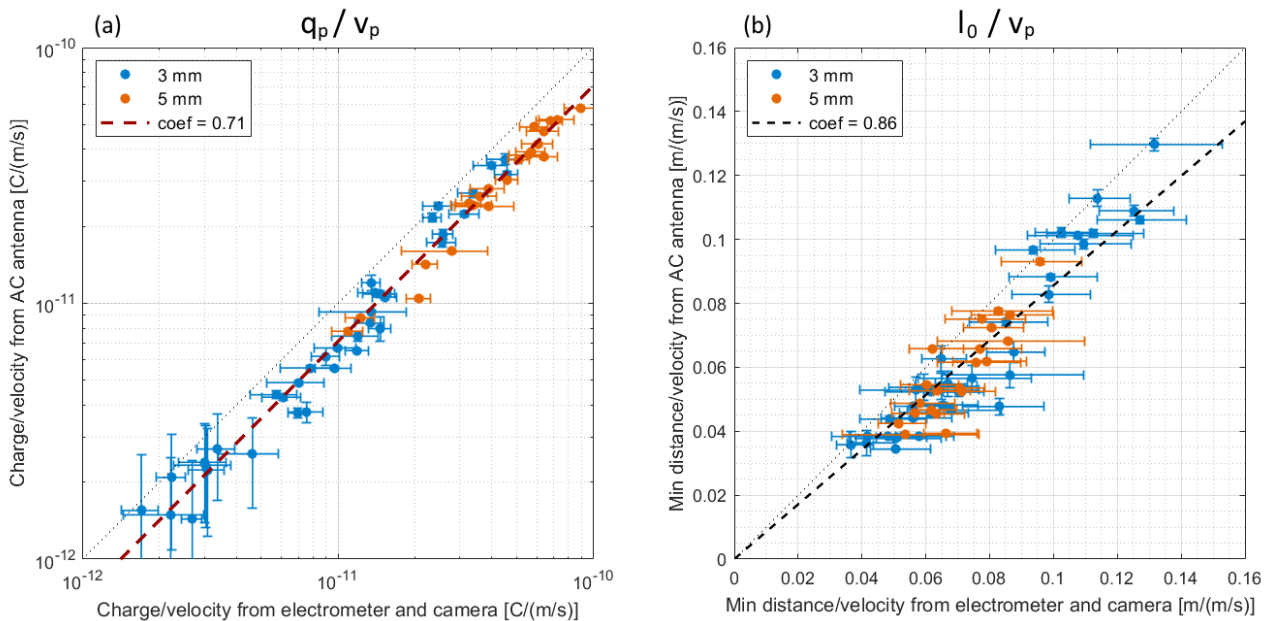 (a)
q_p / v_p
10^-10
10^-11
10^-12
Charge/velocity from AC antenna [C/(m/s)]
3 mm
5 mm
coef = 0.71
10^-12
10^-11
10^-10
Charge/velocity from electrometer and camera [C/(m/s)]
(b)
l_0 / v_p
0.16
0.14
0.12
0.1
0.08
0.06
0.04
0.02
0
Min distance/velocity from AC antenna [m/(m/s)]
3 mm
5 mm
coef = 0.86
0
0.02
0.04
0.06
0.08
0.1
0.12
0.14
0.16
Min distance/velocity from electrometer and camera [m/(m/s)]